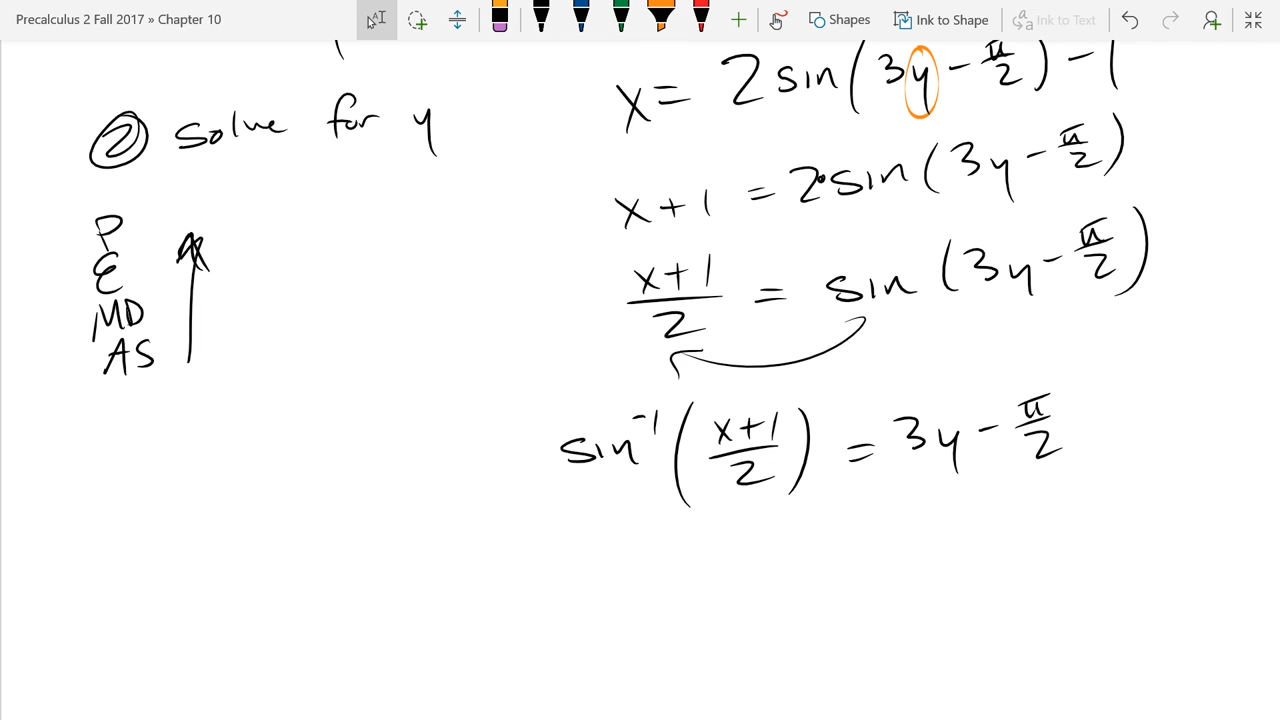 Precalculus 2 Fall 2017 » Chapter 10
Shapes Ink to Shape Ink to Text
x = 2 sin(3y - π/2) - 1
② solve for y
x+1 = 2·sin(3y - π/2)
P
E
MD
AS
(x+1)/2 = sin(3y - π/2)
sin⁻¹((x+1)/2) = 3y - π/2